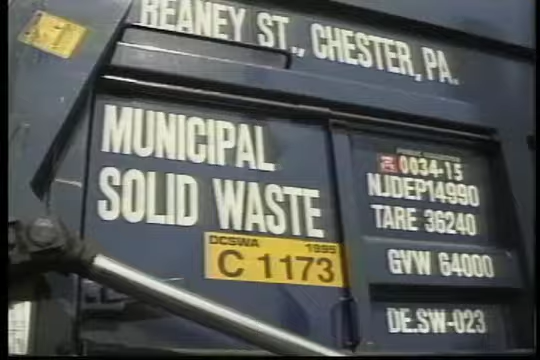 REANEY ST., CHESTER, PA.
MUNICIPAL
SOLID WASTE
DCSWA 1995
C 1173
0034-15
NJDEP14990
TARE 36240
GVW 64000
DE.SW-023